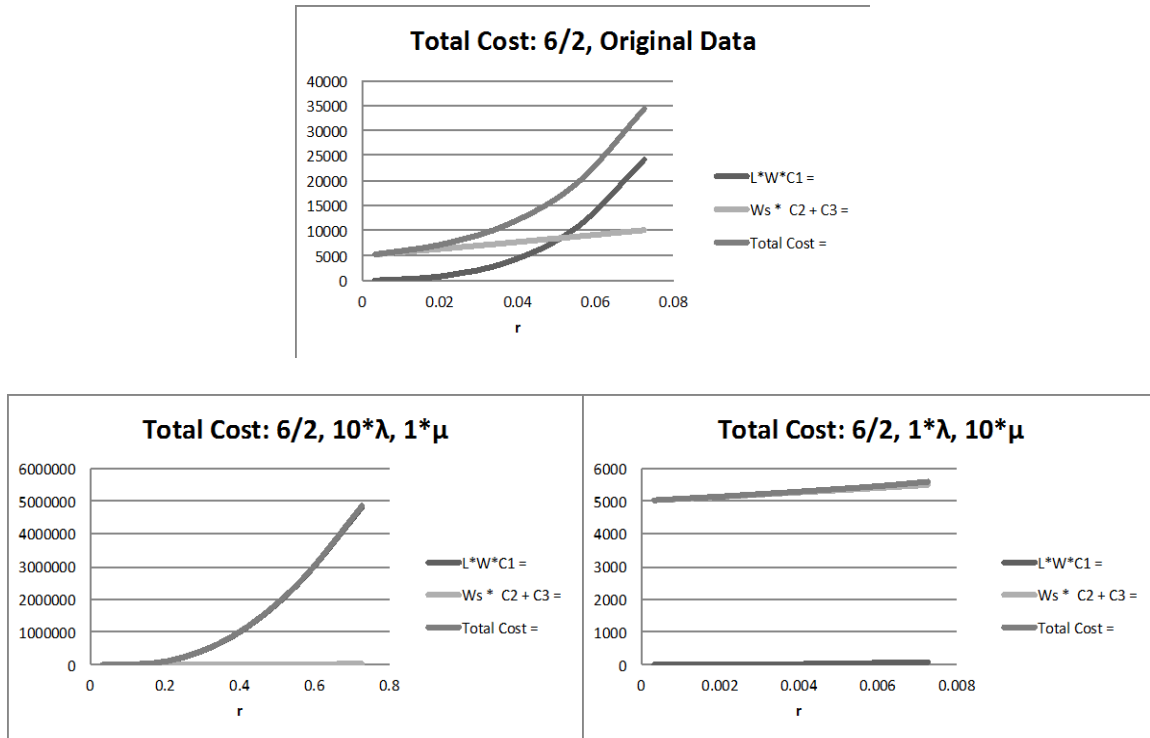 Total Cost: 6/2, Original Data
40000
35000
30000
25000
20000
15000
10000
5000
0
0 0.02 0.04 0.06 0.08
r
L*W*C1 =
Ws * C2 + C3 =
Total Cost =
Total Cost: 6/2, 10*λ, 1*μ
6000000
5000000
4000000
3000000
2000000
1000000
0
0 0.2 0.4 0.6 0.8
r
L*W*C1 =
Ws * C2 + C3 =
Total Cost =
Total Cost: 6/2, 1*λ, 10*μ
6000
5000
4000
3000
2000
1000
0
0 0.002 0.004 0.006 0.008
r
L*W*C1 =
Ws * C2 + C3 =
Total Cost =